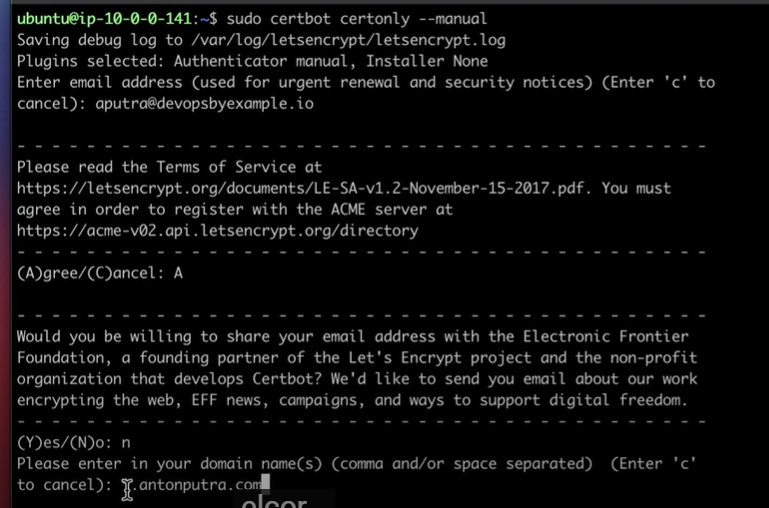 ubuntu@ip-10-0-0-141:~$ sudo certbot certonly --manual
Saving debug log to /var/log/letsencrypt/letsencrypt.log
Plugins selected: Authenticator manual, Installer None
Enter email address (used for urgent renewal and security notices) (Enter 'c' to
cancel): aputra@devopsbyexample.io
- - - - - - - - - - - - - - - - - - - - - - - - - - - - - - - - - - - - - - - -
Please read the Terms of Service at
https://letsencrypt.org/documents/LE-SA-v1.2-November-15-2017.pdf. You must
agree in order to register with the ACME server at
https://acme-v02.api.letsencrypt.org/directory
- - - - - - - - - - - - - - - - - - - - - - - - - - - - - - - - - - - - - - - -
(A)gree/(C)ancel: A
- - - - - - - - - - - - - - - - - - - - - - - - - - - - - - - - - - - - - - - -
Would you be willing to share your email address with the Electronic Frontier
Foundation, a founding partner of the Let's Encrypt project and the non-profit
organization that develops Certbot? We'd like to send you email about our work
encrypting the web, EFF news, campaigns, and ways to support digital freedom.
- - - - - - - - - - - - - - - - - - - - - - - - - - - - - - - - - - - - - - - -
(Y)es/(N)o: n
Please enter in your domain name(s) (comma and/or space separated)  (Enter 'c'
to cancel): .antonputra.com